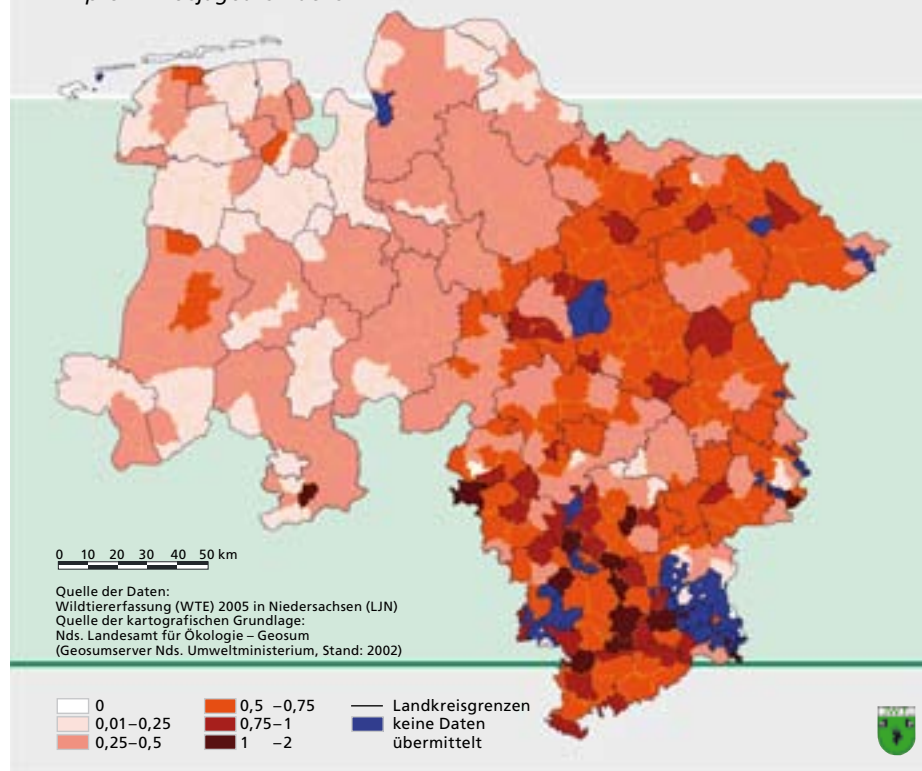 0 10 20 30 40 50 km
Quelle der Daten:
Wildtiererfassung (WTE) 2005 in Niedersachsen (LJN)
Quelle der kartografischen Grundlage:
Nds. Landesamt für Ökologie – Geosum
(Geosumserver Nds. Umweltministerium, Stand: 2002)
0
0,01–0,25
0,25–0,5
0,5 –0,75
0,75–1
1 –2
Landkreisgrenzen
keine Daten
übermittelt